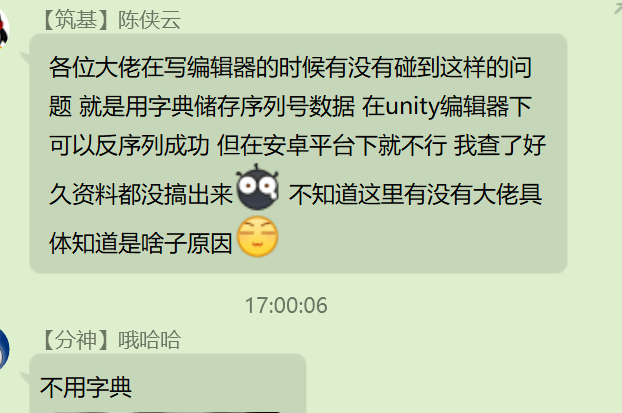 【筑基】陈侠云
各位大佬在写编辑器的时候有没有碰到这样的问
题 就是用字典储存序列号数据 在unity编辑器下
可以反序列成功 但在安卓平台下就不行 我查了好
久资料都没搞出来 不知道这里有没有大佬具
体知道是啥子原因
17:00:06
【分神】哦哈哈
不用字典